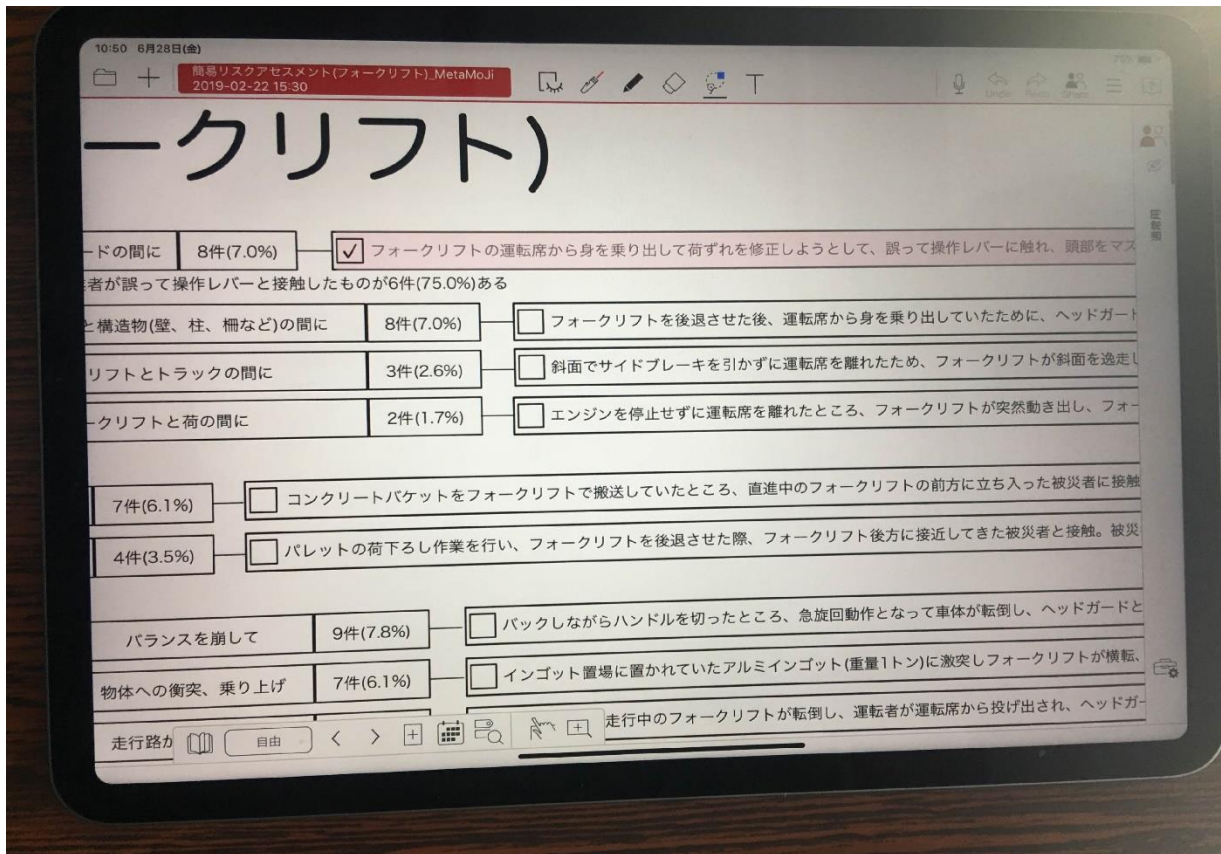 10:50 6月28日(金)
簡易リスクアセスメント(フォークリフト)_MetaMoJi
2019-02-22 15:30
T
ークリフト)
ードの間に 8件(7.0%) フォークリフトの運転席から身を乗り出して荷ずれを修正しようとして、誤って操作レバーに触れ、頭部をマス
者が誤って操作レバーと接触したものが6件(75.0%)ある
と構造物(壁、柱、柵など)の間に 8件(7.0%) フォークリフトを後退させた後、運転席から身を乗り出していたために、ヘッドガード
リフトとトラックの間に 3件(2.6%) 斜面でサイドブレーキを引かずに運転席を離れたため、フォークリフトが斜面を逸走し
ークリフトと荷の間に 2件(1.7%) エンジンを停止せずに運転席を離れたところ、フォークリフトが突然動き出し、フォー
7件(6.1%) コンクリートバケットをフォークリフトで搬送していたところ、直進中のフォークリフトの前方に立ち入った被災者に接触
4件(3.5%) パレットの荷下ろし作業を行い、フォークリフトを後退させた際、フォークリフト後方に接近してきた被災者と接触。被災
バランスを崩して 9件(7.8%) バックしながらハンドルを切ったところ、急旋回動作となって車体が転倒し、ヘッドガードと
物体への衝突、乗り上げ 7件(6.1%) インゴット置場に置かれていたアルミインゴット(重量1トン)に激突しフォークリフトが横転、
走行路か 走行中のフォークリフトが転倒し、運転者が運転席から投げ出され、ヘッドガー
自由